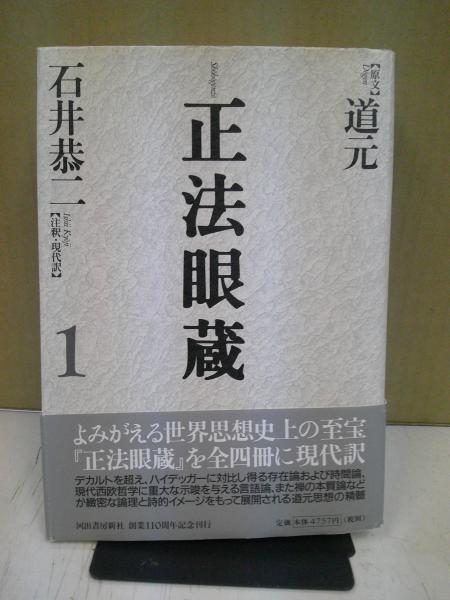 【原文】道元
Dōgen
Shōbōgenzō
正法眼蔵
石井恭二
Ishii Kyōji
【注釈・現代訳】
1
よみがえる世界思想史上の至宝
『正法眼蔵』を全四冊に現代訳
デカルトを超え、ハイデッガーに対比し得る存在論および時間論、
現代西欧哲学に重大な示唆を与える言語論、また禅の本質論などが
緻密な論理と詩的イメージをもって展開される道元思想の精髄
河出書房新社 創業110周年記念刊行
定価 本体4757円(税別)